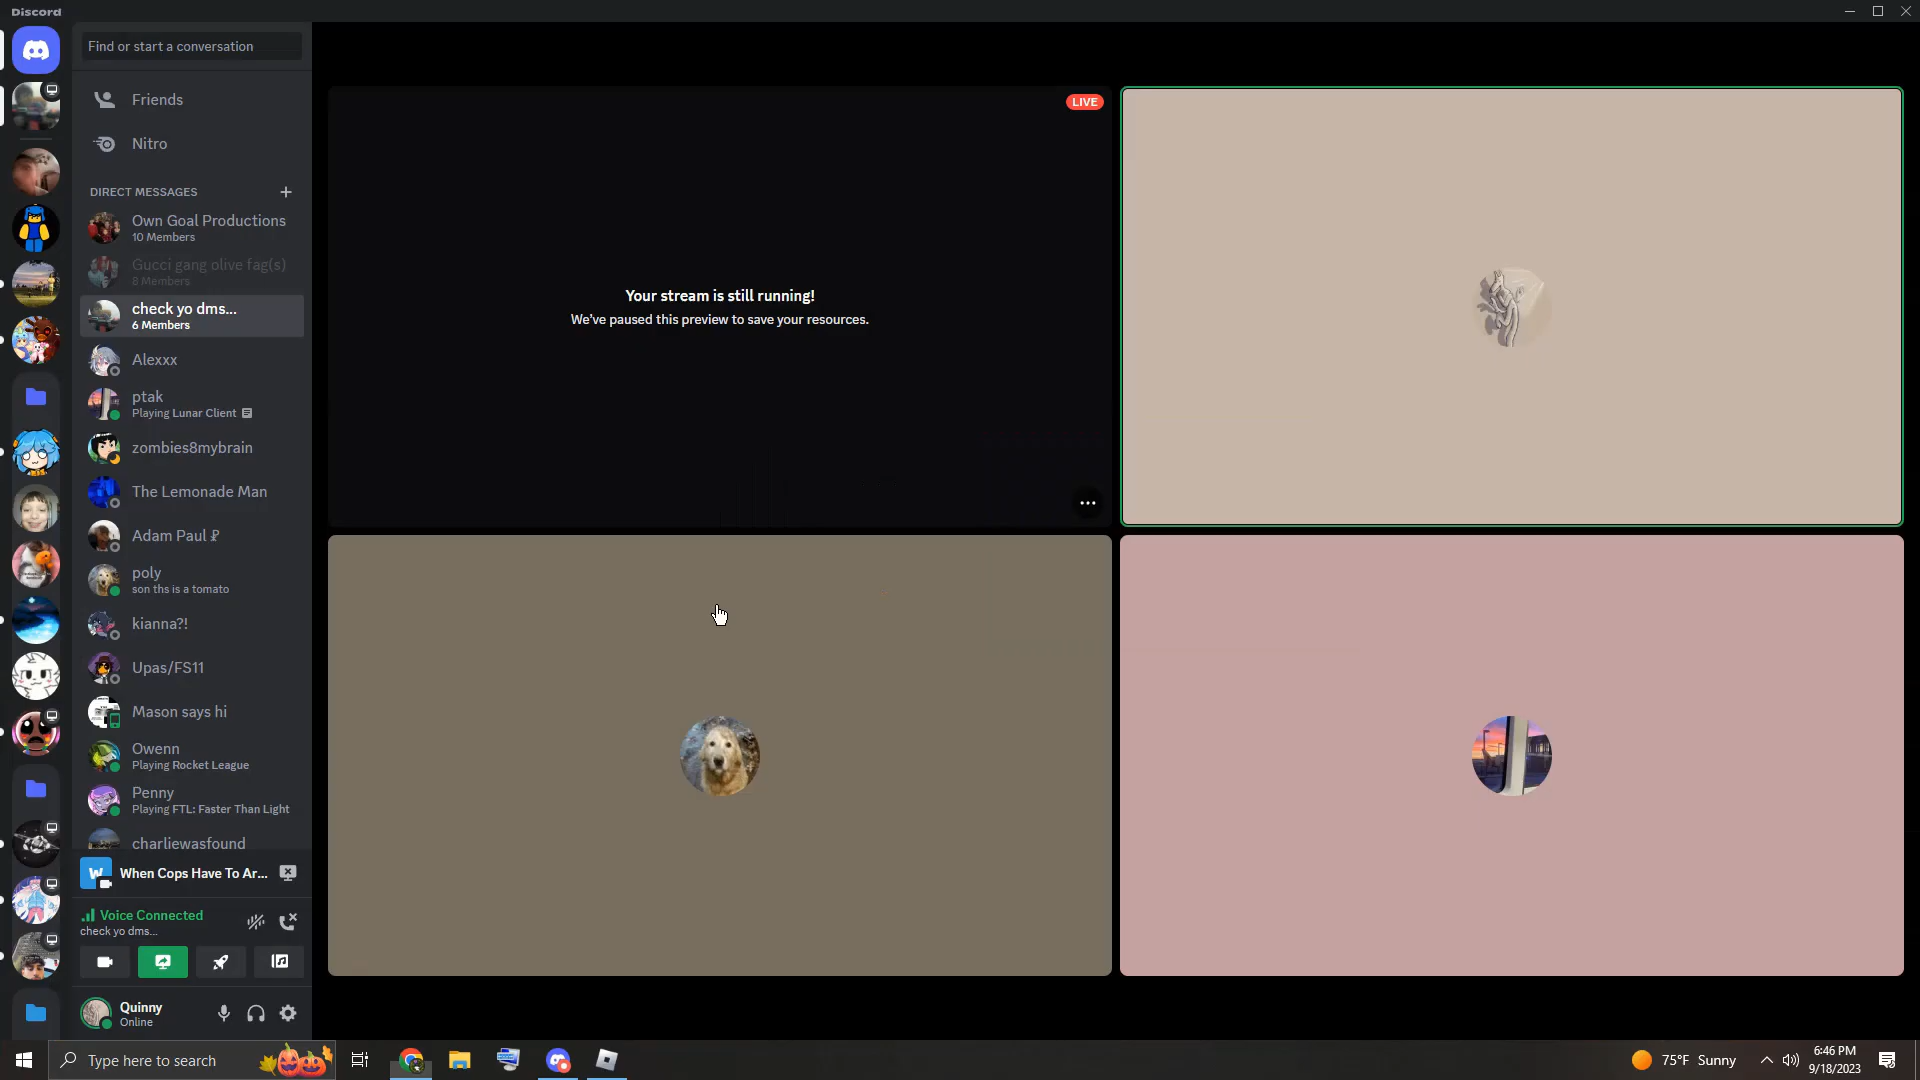 Discord
Find or start a conversation
Friends
Nitro
DIRECT MESSAGES
Own Goal Productions
10 Members
Gucci gang olive fag(s)
8 Members
check yo dms...
6 Members
Alexxx
ptak
Playing Lunar Client
zombies8mybrain
The Lemonade Man
Adam Paul
poly
son ths is a tomato
kianna?!
Upas/FS11
Mason says hi
Owenn
Playing Rocket League
Penny
Playing FTL: Faster Than Light
charliewasfound
W
When Cops Have To Ar...
Voice Connected
check yo dms...
Quinny
Online
LIVE
Your stream is still running!
We've paused this preview to save your resources.
Type here to search
75°F Sunny
6:46 PM
9/18/2023